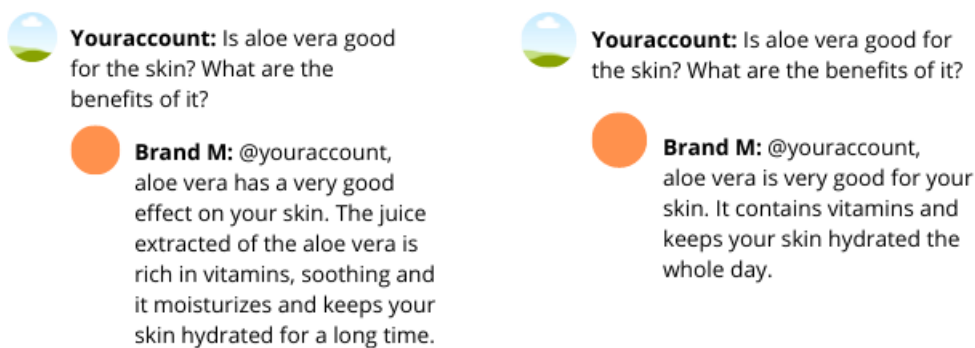 Youraccount: Is aloe vera good
for the skin? What are the
benefits of it?
Brand M: @youraccount,
aloe vera has a very good
effect on your skin. The juice
extracted of the aloe vera is
rich in vitamins, soothing and
it moisturizes and keeps your
skin hydrated for a long time.
Youraccount: Is aloe vera good for
the skin? What are the benefits of it?
Brand M: @youraccount,
aloe vera is very good for your
skin. It contains vitamins and
keeps your skin hydrated the
whole day.